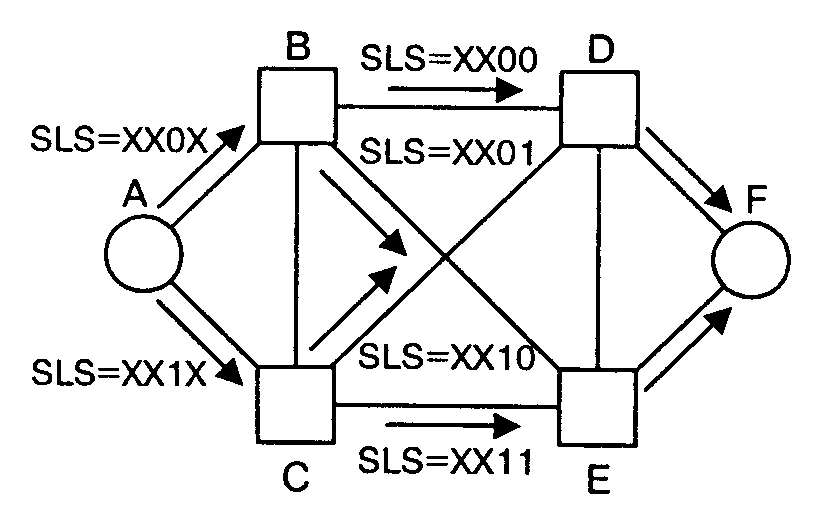 B
SLS=XX00
D
SLS=XX0X
SLS=XX01
A
F
SLS=XX1X
SLS=XX10
C
SLS=XX11
E